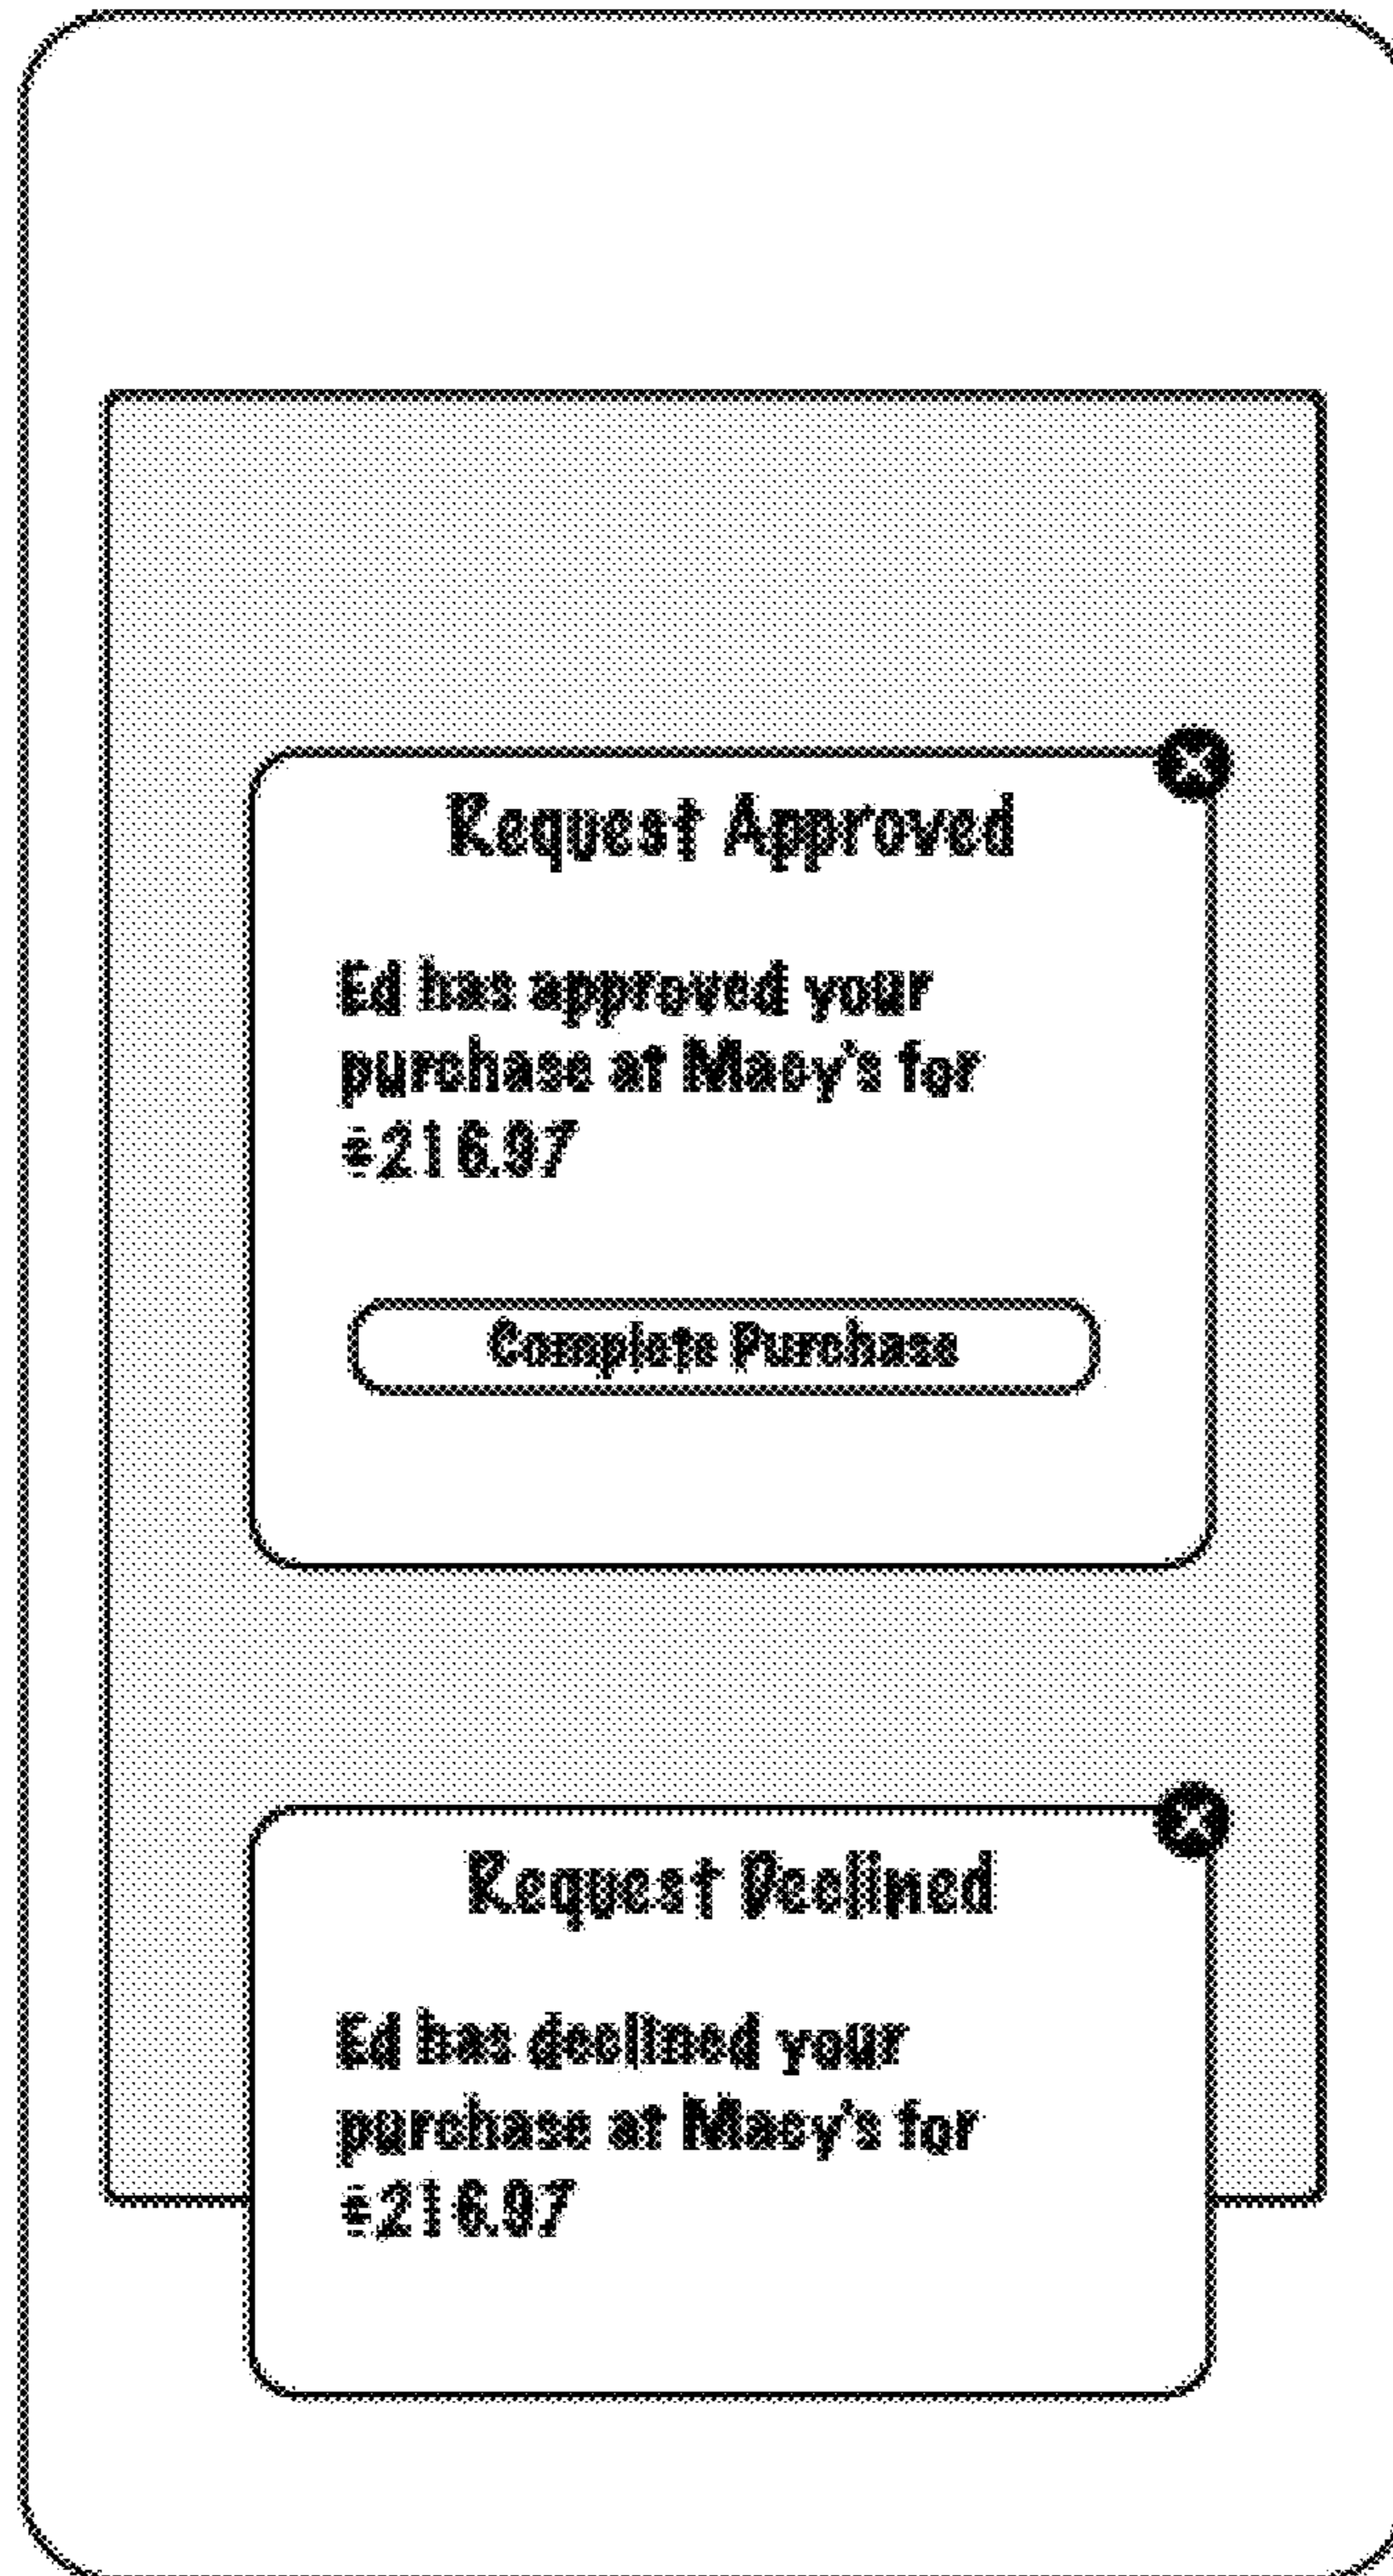 Request Approved
Ed has approved your
purchase at Macy's for
$216.97
Complete Purchase
Request Declined
Ed has declined your
purchase at Macy's for
$216.97